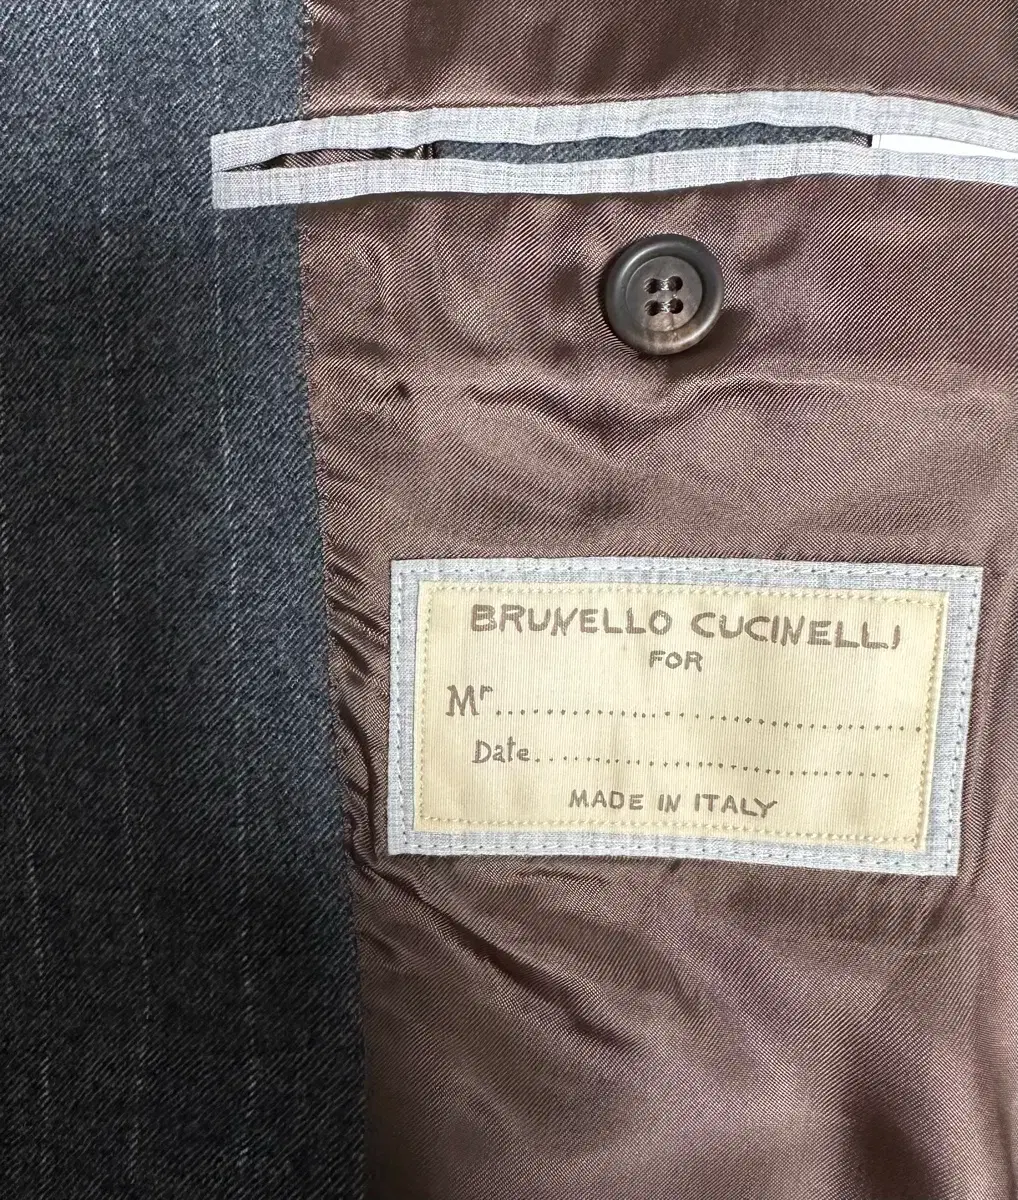 BRUNELLO CUCINELLI
FOR
Mr........................................
Date.................................
MADE IN ITALY